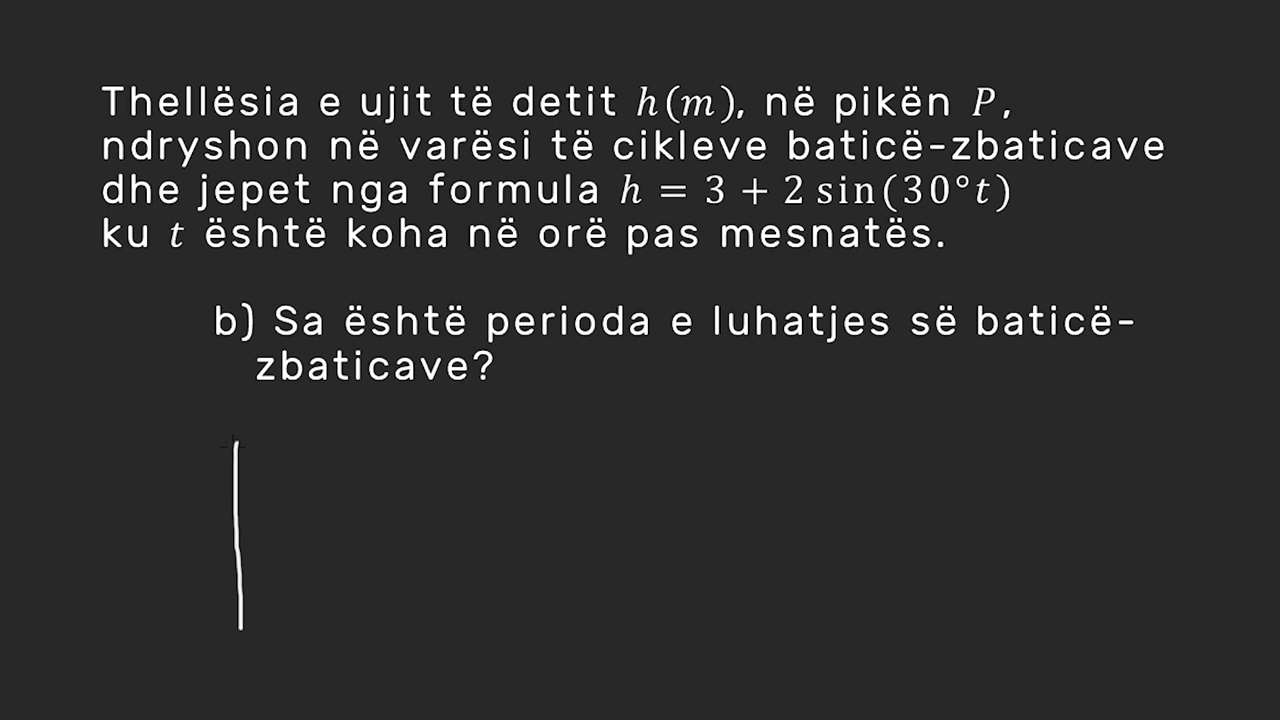 Thellësia e ujit të detit h(m), në pikën P,
ndryshon në varësi të cikleve baticë-zbaticave
dhe jepet nga formula h = 3 + 2 sin(30°t)
ku t është koha në orë pas mesnatës.
b) Sa është perioda e luhatjes së baticë-
zbaticave?